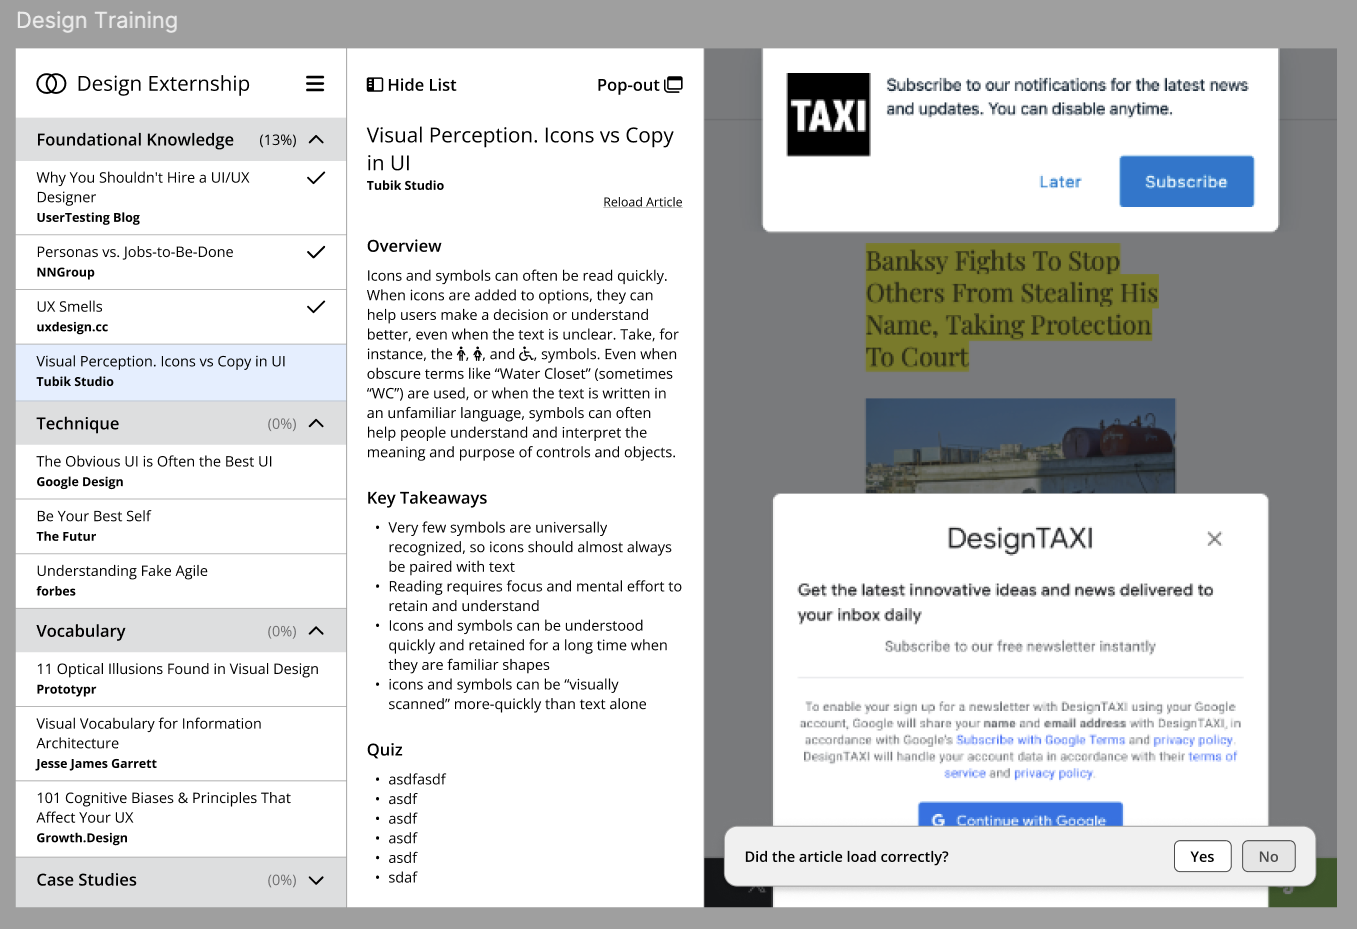 Design Training
Design Externship
Foundational Knowledge (13%)
Why You Shouldn't Hire a UI/UX
Designer
UserTesting Blog
Personas vs. Jobs-to-Be-Done
NNGroup
UX Smells
uxdesign.cc
Visual Perception. Icons vs Copy in UI
Tubik Studio
Technique (0%)
The Obvious UI is Often the Best UI
Google Design
Be Your Best Self
The Futur
Understanding Fake Agile
forbes
Vocabulary (0%)
11 Optical Illusions Found in Visual Design
Prototypr
Visual Vocabulary for Information
Architecture
Jesse James Garrett
101 Cognitive Biases & Principles That
Affect Your UX
Growth.Design
Case Studies (0%)
Hide List
Pop-out
Visual Perception. Icons vs Copy
in UI
Tubik Studio
Reload Article
Overview
Icons and symbols can often be read quickly.
When icons are added to options, they can
help users make a decision or understand
better, even when the text is unclear. Take, for
instance, the , , and , symbols. Even when
obscure terms like “Water Closet” (sometimes
“WC”) are used, or when the text is written in
an unfamiliar language, symbols can often
help people understand and interpret the
meaning and purpose of controls and objects.
Key Takeaways
• Very few symbols are universally
recognized, so icons should almost always
be paired with text
• Reading requires focus and mental effort to
retain and understand
• Icons and symbols can be understood
quickly and retained for a long time when
they are familiar shapes
• icons and symbols can be “visually
scanned” more-quickly than text alone
Quiz
• asdfasdf
• asdf
• asdf
• asdf
• asdf
• sdaf
TAXI
Subscribe to our notifications for the latest news
and updates. You can disable anytime.
Later
Subscribe
Banksy Fights To Stop
Others From Stealing His
Name, Taking Protection
To Court
DesignTAXI
Get the latest innovative ideas and news delivered to
your inbox daily
Subscribe to our free newsletter instantly
To enable your sign up for a newsletter with DesignTAXI using your Google
account, Google will share your name and email address with DesignTAXI, in
accordance with Google's Subscribe with Google Terms and privacy policy.
DesignTAXI will handle your account data in accordance with their terms of
service and privacy policy.
G Continue with Google
Did the article load correctly?
Yes
No